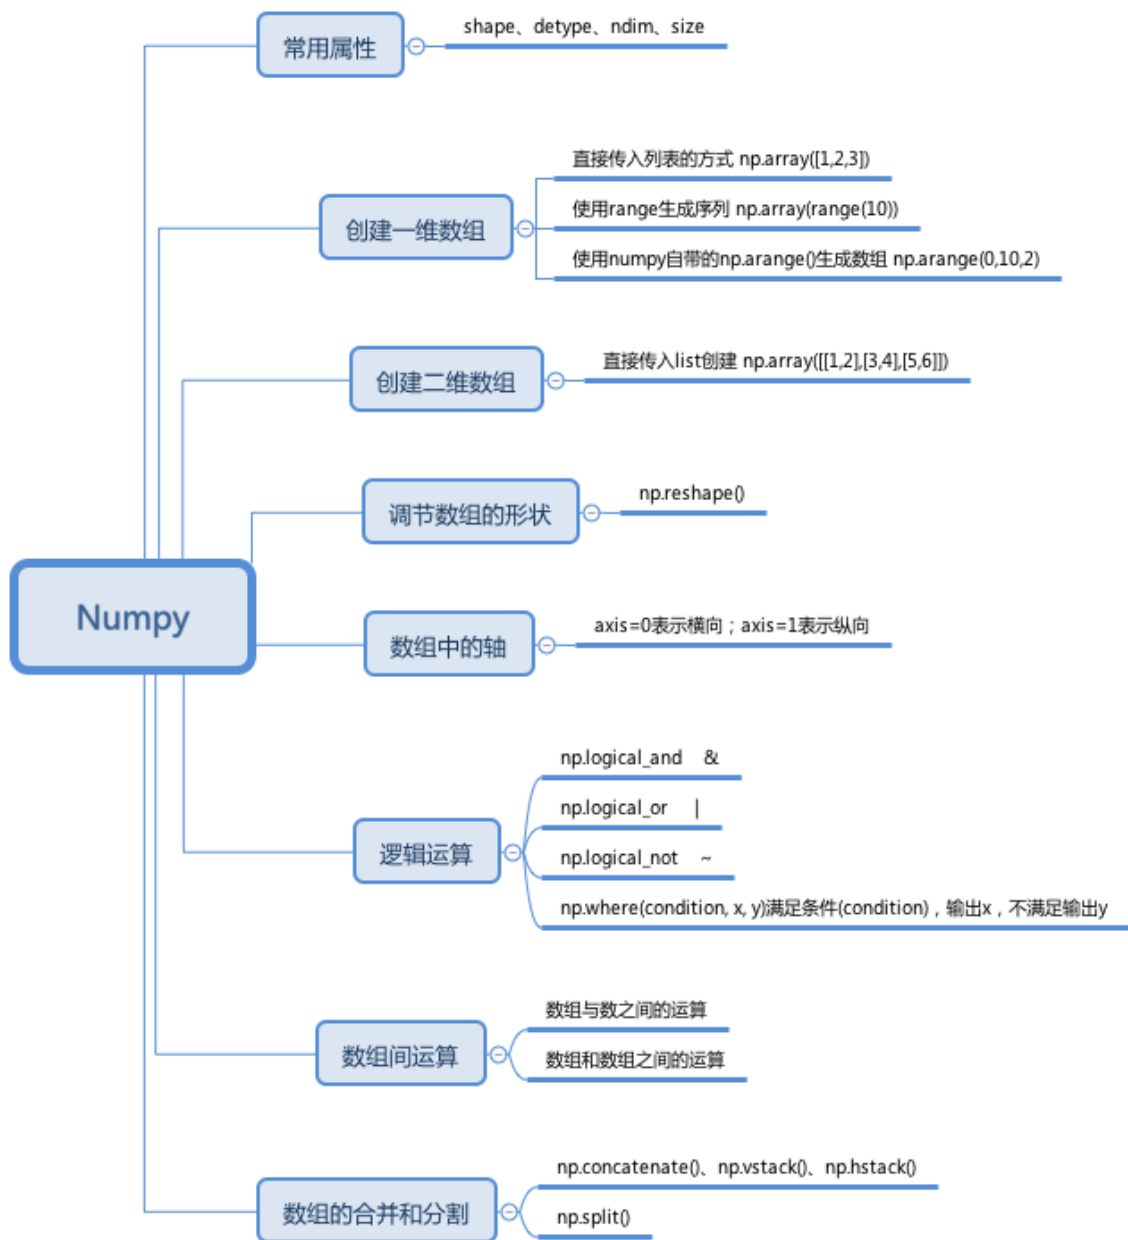 常用属性
shape、detype、ndim、size
创建一维数组
直接传入列表的方式 np.array([1,2,3])
使用range生成序列 np.array(range(10))
使用numpy自带的np.arange()生成数组 np.arange(0,10,2)
创建二维数组
直接传入list创建 np.array([[1,2],[3,4],[5,6]])
调节数组的形状
np.reshape()
Numpy
数组中的轴
axis=0表示横向；axis=1表示纵向
逻辑运算
np.logical_and &
np.logical_or |
np.logical_not ~
np.where(condition, x, y)满足条件(condition)，输出x，不满足输出y
数组间运算
数组与数之间的运算
数组和数组之间的运算
数组的合并和分割
np.concatenate()、np.vstack()、np.hstack()
np.split()